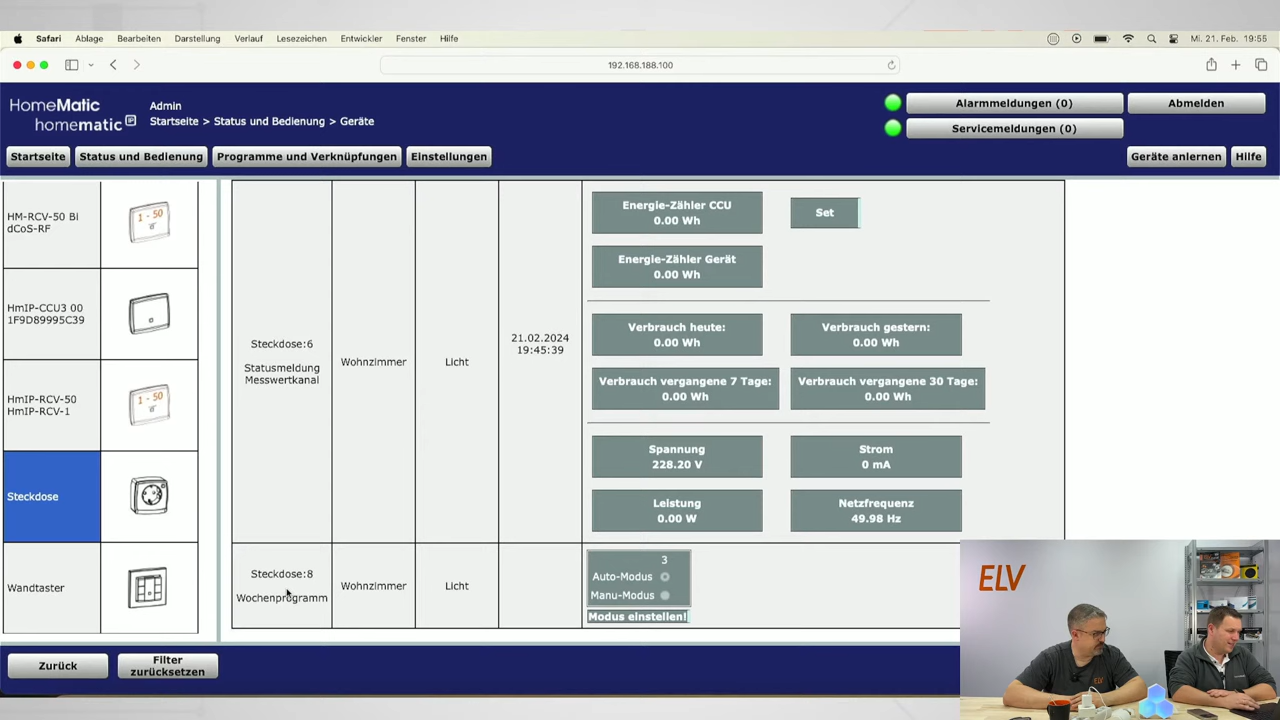 Safari Ablage Bearbeiten Darstellung Verlauf Lesezeichen Entwickler Fenster Hilfe
Mi. 21. Feb. 19:55
192.168.188.100
HomeMatic
homematic IP
Admin
Startseite > Status und Bedienung > Geräte
Alarmmeldungen (0)
Abmelden
Servicemeldungen (0)
Startseite
Status und Bedienung
Programme und Verknüpfungen
Einstellungen
Geräte anlernen
Hilfe
HM-RCV-50 Bi
dCoS-RF
1 - 50
HmIP-CCU3 00
1F9D89995C39
HmIP-RCV-50
HmIP-RCV-1
1 - 50
Steckdose
Wandtaster
Steckdose:6
Statusmeldung
Messwertkanal
Wohnzimmer
Licht
21.02.2024
19:45:39
Energie-Zähler CCU
0.00 Wh
Set
Energie-Zähler Gerät
0.00 Wh
Verbrauch heute:
0.00 Wh
Verbrauch gestern:
0.00 Wh
Verbrauch vergangene 7 Tage:
0.00 Wh
Verbrauch vergangene 30 Tage:
0.00 Wh
Spannung
228.20 V
Strom
0 mA
Leistung
0.00 W
Netzfrequenz
49.98 Hz
Steckdose:8
Wochenprogramm
Wohnzimmer
Licht
3
Auto-Modus
Manu-Modus
Modus einstellen!
Zurück
Filter
zurücksetzen
ELV
ELV